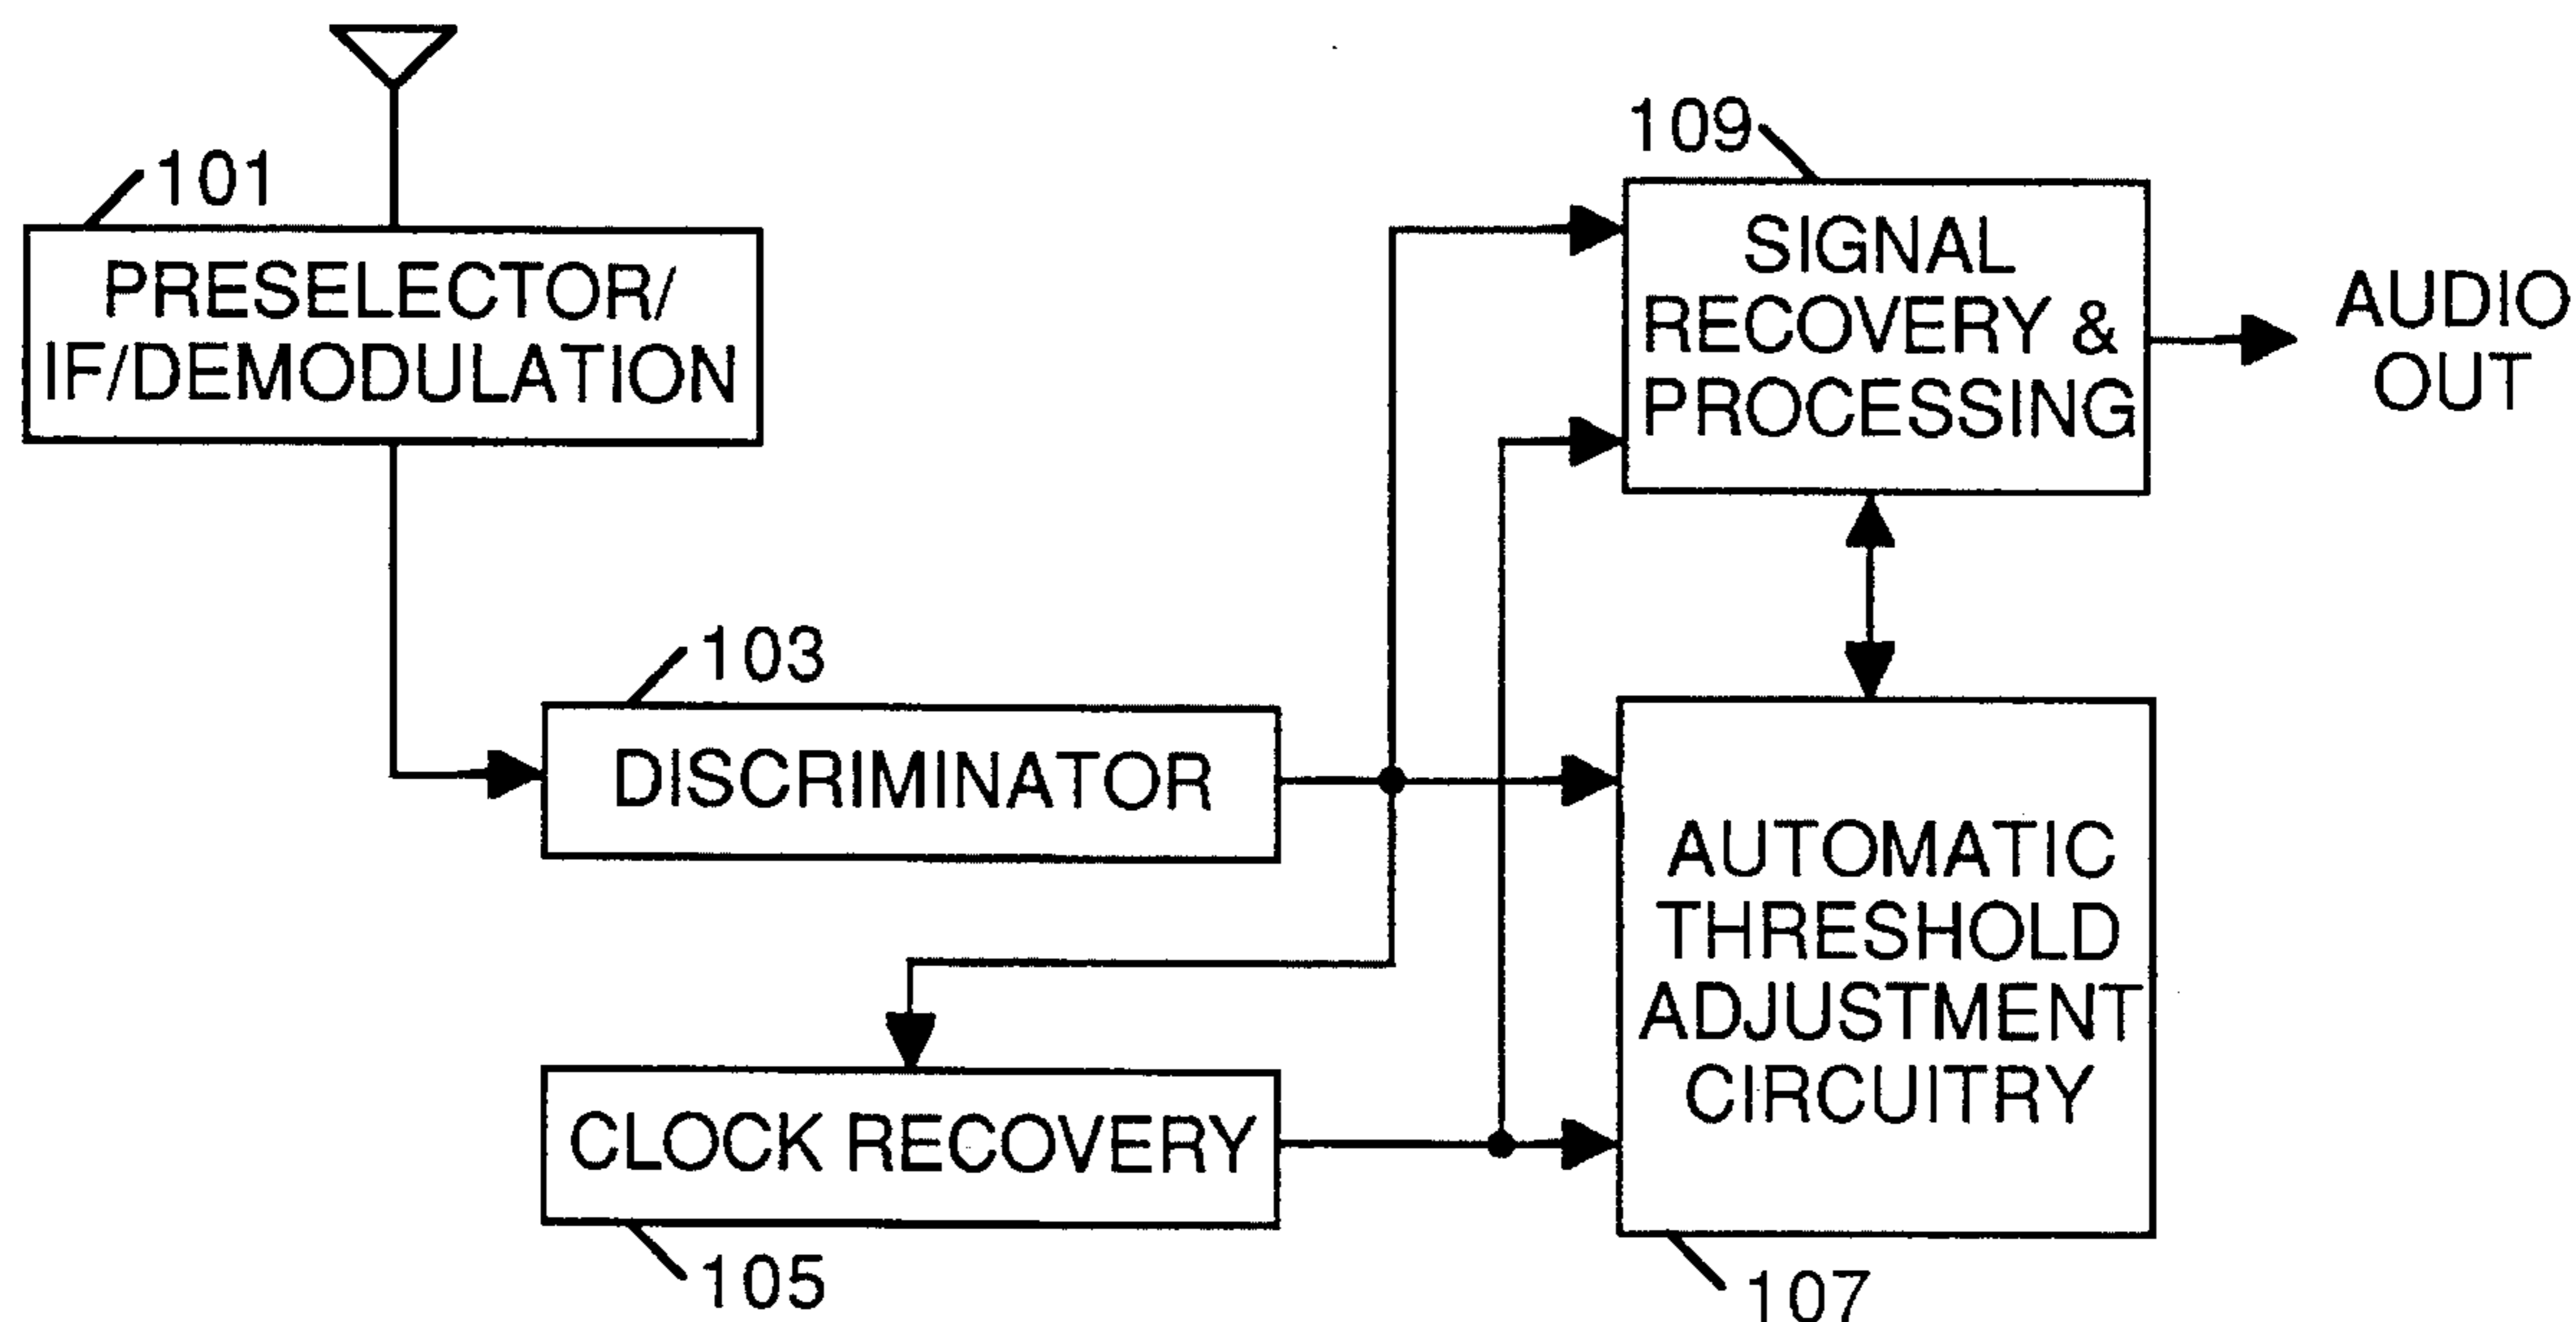 101
PRESELECTOR/
IF/DEMODULATION
103
DISCRIMINATOR
CLOCK RECOVERY
105
109
SIGNAL
RECOVERY &
PROCESSING
AUDIO
OUT
AUTOMATIC
THRESHOLD
ADJUSTMENT
CIRCUITRY
107